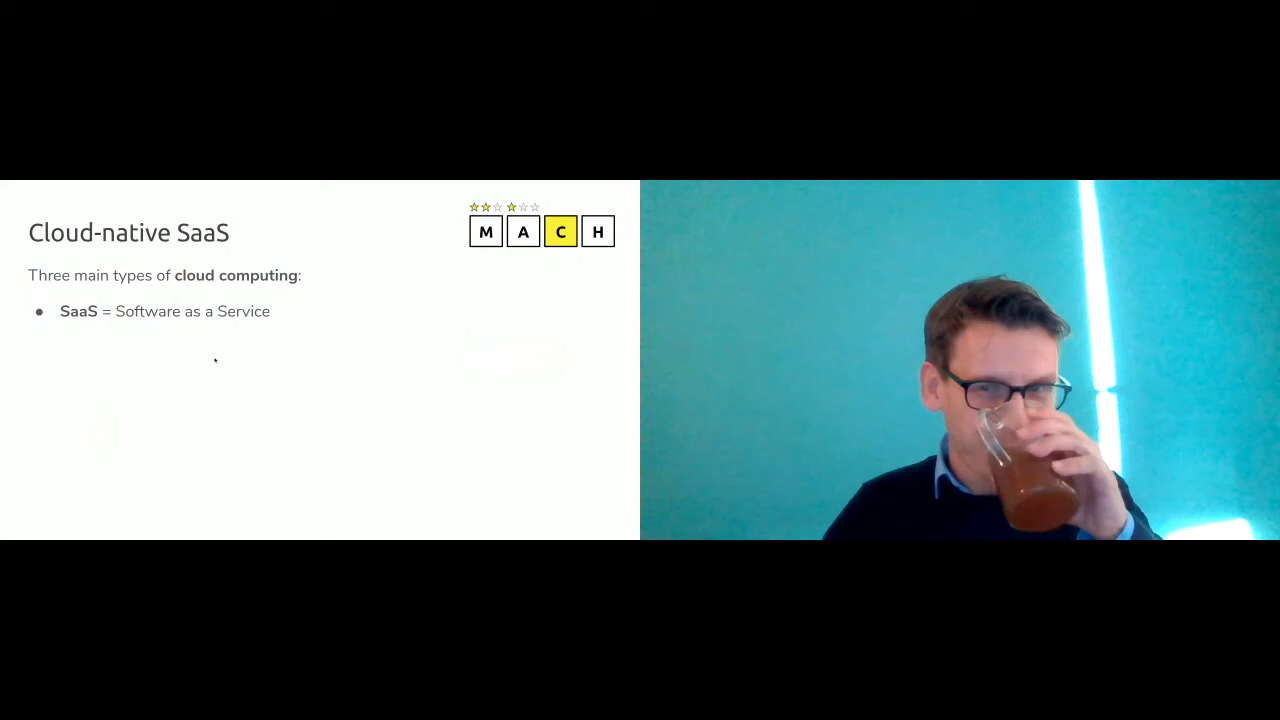 Cloud-native SaaS
M A C H
Three main types of cloud computing:
● SaaS = Software as a Service